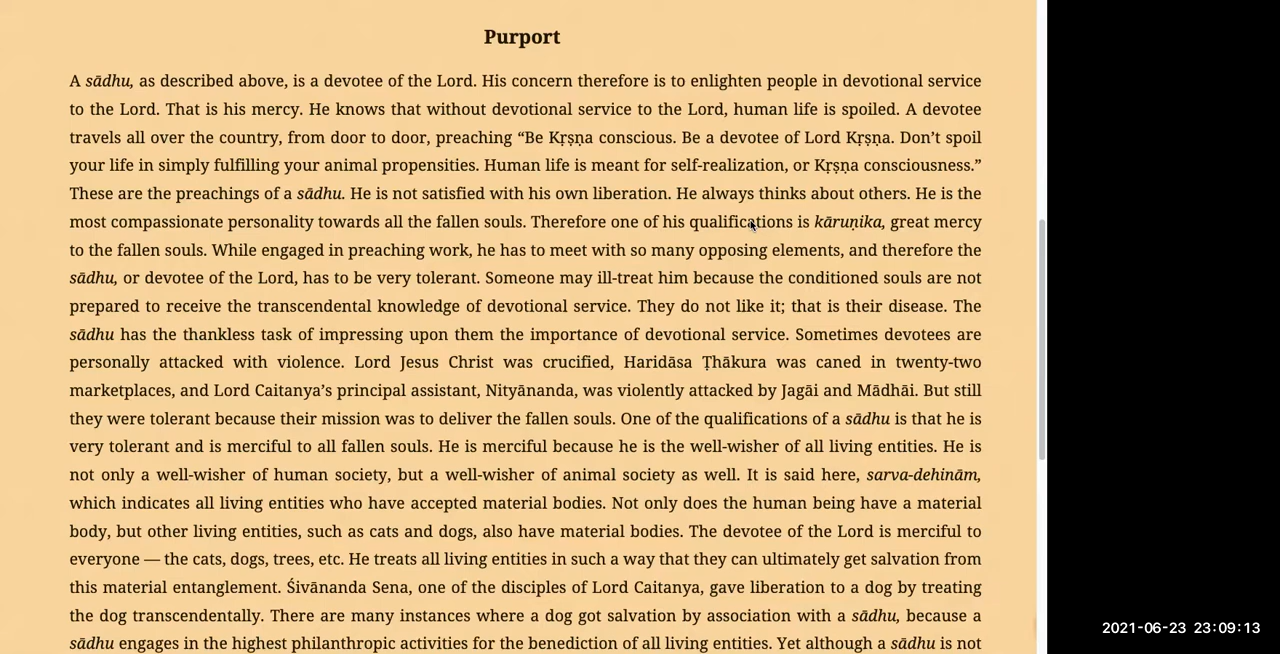 Purport
A sādhu, as described above, is a devotee of the Lord. His concern therefore is to enlighten people in devotional service
to the Lord. That is his mercy. He knows that without devotional service to the Lord, human life is spoiled. A devotee
travels all over the country, from door to door, preaching “Be Kṛṣṇa conscious. Be a devotee of Lord Kṛṣṇa. Don’t spoil
your life in simply fulfilling your animal propensities. Human life is meant for self-realization, or Kṛṣṇa consciousness.”
These are the preachings of a sādhu. He is not satisfied with his own liberation. He always thinks about others. He is the
most compassionate personality towards all the fallen souls. Therefore one of his qualifications is kāruṇika, great mercy
to the fallen souls. While engaged in preaching work, he has to meet with so many opposing elements, and therefore the
sādhu, or devotee of the Lord, has to be very tolerant. Someone may ill-treat him because the conditioned souls are not
prepared to receive the transcendental knowledge of devotional service. They do not like it; that is their disease. The
sādhu has the thankless task of impressing upon them the importance of devotional service. Sometimes devotees are
personally attacked with violence. Lord Jesus Christ was crucified, Haridāsa Ṭhākura was caned in twenty-two
marketplaces, and Lord Caitanya’s principal assistant, Nityānanda, was violently attacked by Jagāi and Mādhāi. But still
they were tolerant because their mission was to deliver the fallen souls. One of the qualifications of a sādhu is that he is
very tolerant and is merciful to all fallen souls. He is merciful because he is the well-wisher of all living entities. He is
not only a well-wisher of human society, but a well-wisher of animal society as well. It is said here, sarva-dehinām,
which indicates all living entities who have accepted material bodies. Not only does the human being have a material
body, but other living entities, such as cats and dogs, also have material bodies. The devotee of the Lord is merciful to
everyone — the cats, dogs, trees, etc. He treats all living entities in such a way that they can ultimately get salvation from
this material entanglement. Śivānanda Sena, one of the disciples of Lord Caitanya, gave liberation to a dog by treating
the dog transcendentally. There are many instances where a dog got salvation by association with a sādhu, because a
sādhu engages in the highest philanthropic activities for the benediction of all living entities. Yet although a sādhu is not
2021-06-23 23:09:13